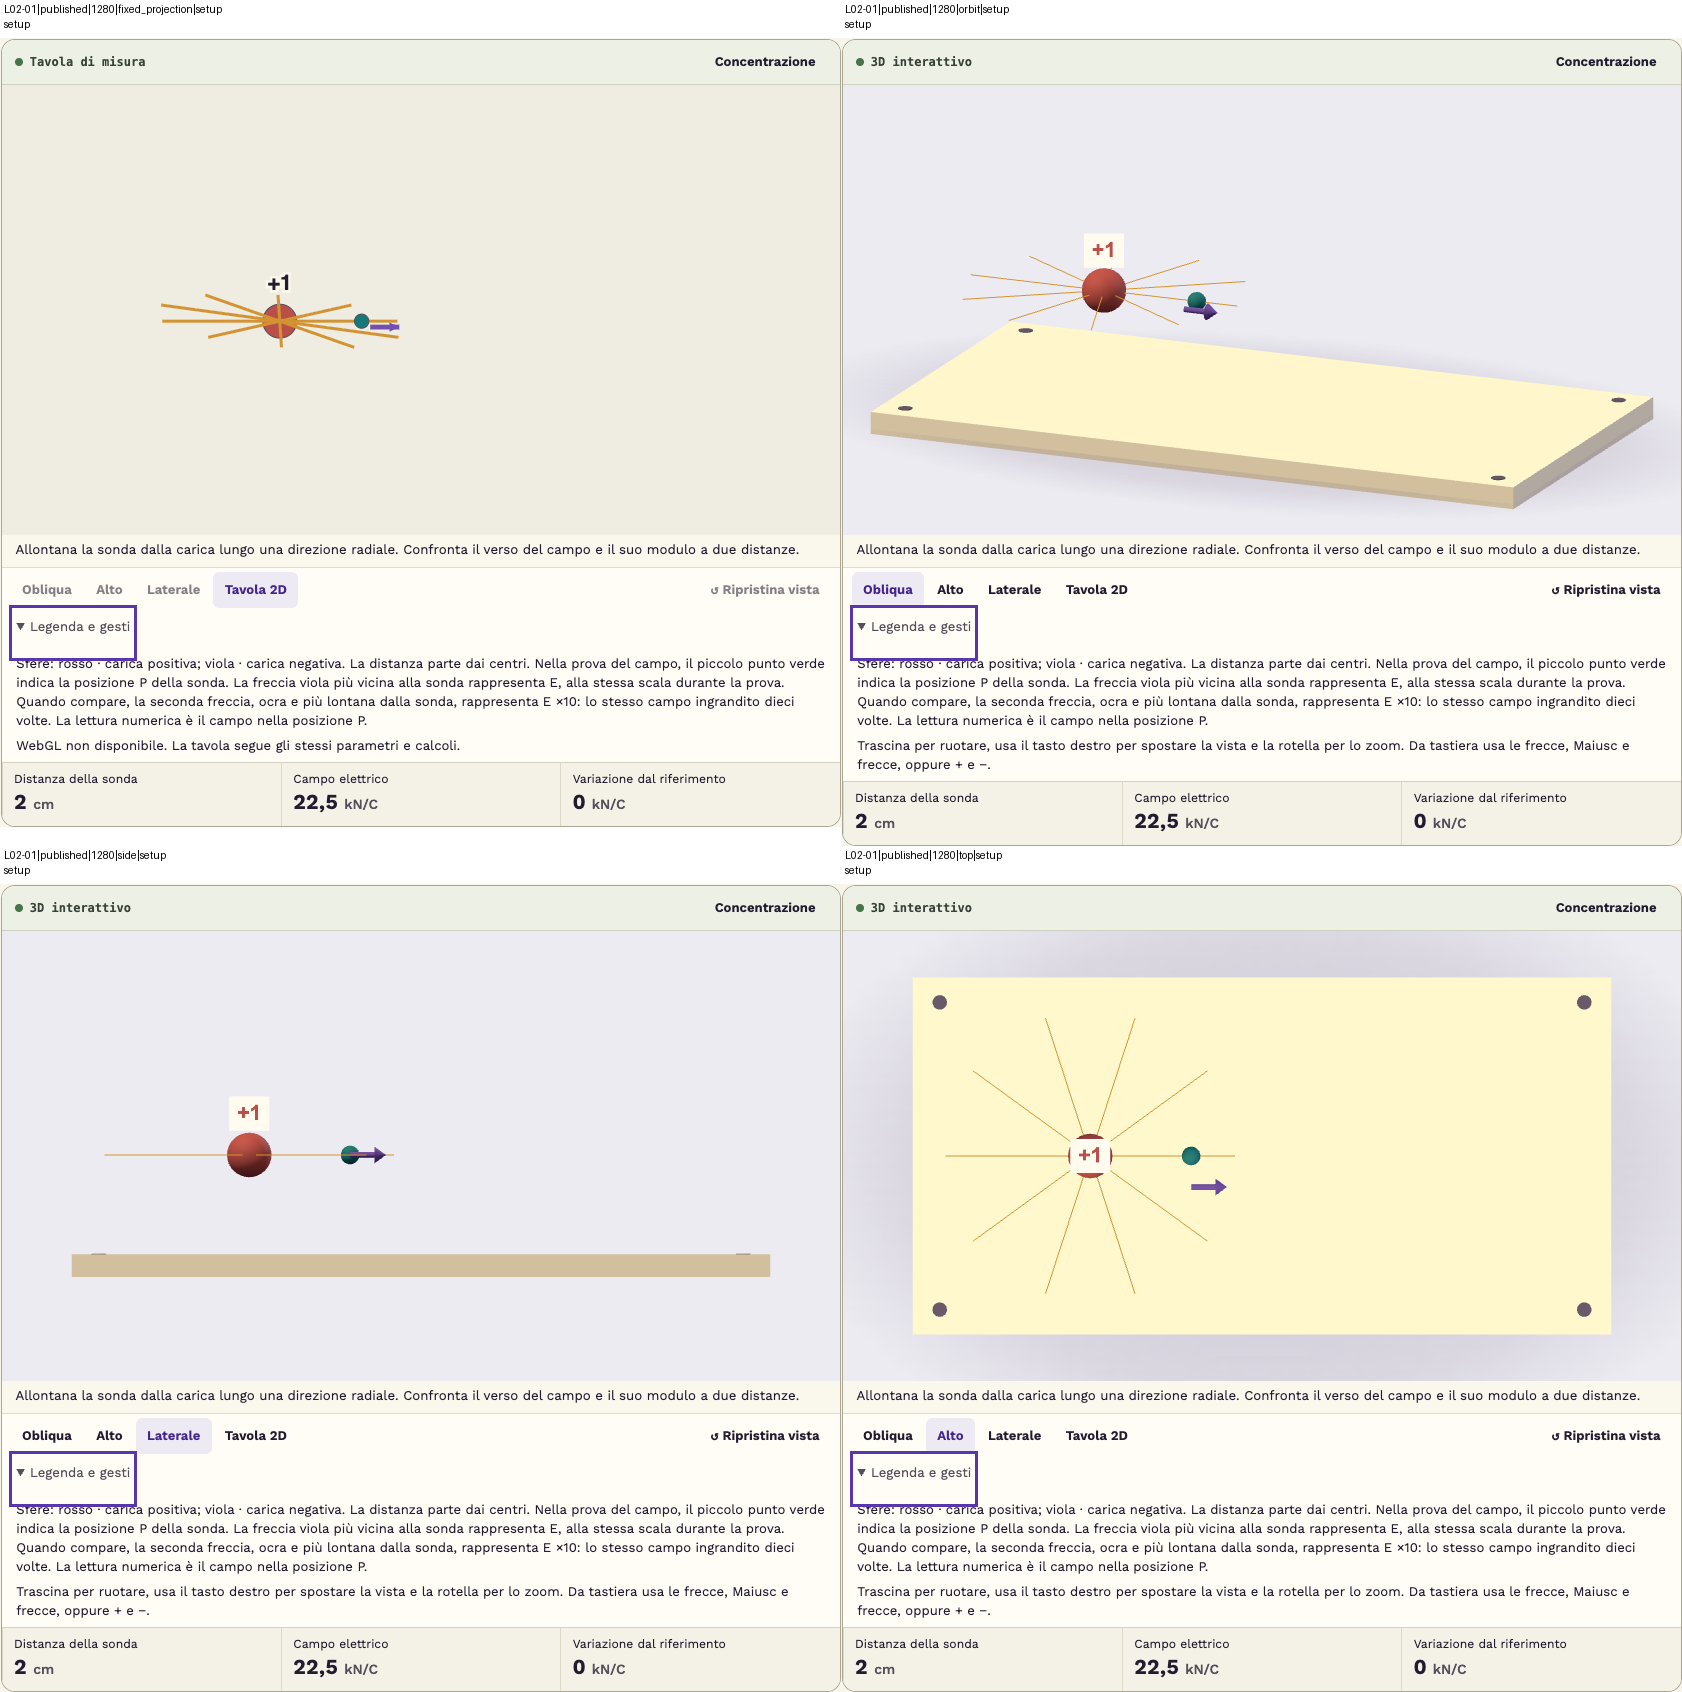 L02-01|published|1280|fixed_projection|setup
setup
Tavola di misura
Concentrazione
+1
Allontana la sonda dalla carica lungo una direzione radiale. Confronta il verso del campo e il suo modulo a due distanze.
Obliqua Alto Laterale Tavola 2D ↺ Ripristina vista
▼ Legenda e gesti
Sfere: rosso · carica positiva; viola · carica negativa. La distanza parte dai centri. Nella prova del campo, il piccolo punto verde
indica la posizione P della sonda. La freccia viola più vicina alla sonda rappresenta E, alla stessa scala durante la prova.
Quando compare, la seconda freccia, ocra e più lontana dalla sonda, rappresenta E ×10: lo stesso campo ingrandito dieci
volte. La lettura numerica è il campo nella posizione P.
WebGL non disponibile. La tavola segue gli stessi parametri e calcoli.
Distanza della sonda
2 cm
Campo elettrico
22,5 kN/C
Variazione dal riferimento
0 kN/C
L02-01|published|1280|orbit|setup
setup
3D interattivo
Concentrazione
+1
Allontana la sonda dalla carica lungo una direzione radiale. Confronta il verso del campo e il suo modulo a due distanze.
Obliqua Alto Laterale Tavola 2D ↺ Ripristina vista
▼ Legenda e gesti
Sfere: rosso · carica positiva; viola · carica negativa. La distanza parte dai centri. Nella prova del campo, il piccolo punto verde
indica la posizione P della sonda. La freccia viola più vicina alla sonda rappresenta E, alla stessa scala durante la prova.
Quando compare, la seconda freccia, ocra e più lontana dalla sonda, rappresenta E ×10: lo stesso campo ingrandito dieci
volte. La lettura numerica è il campo nella posizione P.
Trascina per ruotare, usa il tasto destro per spostare la vista e la rotella per lo zoom. Da tastiera usa le frecce, Maiusc e
frecce, oppure + e −.
Distanza della sonda
2 cm
Campo elettrico
22,5 kN/C
Variazione dal riferimento
0 kN/C
L02-01|published|1280|side|setup
setup
3D interattivo
Concentrazione
+1
Allontana la sonda dalla carica lungo una direzione radiale. Confronta il verso del campo e il suo modulo a due distanze.
Obliqua Alto Laterale Tavola 2D ↺ Ripristina vista
▼ Legenda e gesti
Sfere: rosso · carica positiva; viola · carica negativa. La distanza parte dai centri. Nella prova del campo, il piccolo punto verde
indica la posizione P della sonda. La freccia viola più vicina alla sonda rappresenta E, alla stessa scala durante la prova.
Quando compare, la seconda freccia, ocra e più lontana dalla sonda, rappresenta E ×10: lo stesso campo ingrandito dieci
volte. La lettura numerica è il campo nella posizione P.
Trascina per ruotare, usa il tasto destro per spostare la vista e la rotella per lo zoom. Da tastiera usa le frecce, Maiusc e
frecce, oppure + e −.
Distanza della sonda
2 cm
Campo elettrico
22,5 kN/C
Variazione dal riferimento
0 kN/C
L02-01|published|1280|top|setup
setup
3D interattivo
Concentrazione
+1
Allontana la sonda dalla carica lungo una direzione radiale. Confronta il verso del campo e il suo modulo a due distanze.
Obliqua Alto Laterale Tavola 2D ↺ Ripristina vista
▼ Legenda e gesti
Sfere: rosso · carica positiva; viola · carica negativa. La distanza parte dai centri. Nella prova del campo, il piccolo punto verde
indica la posizione P della sonda. La freccia viola più vicina alla sonda rappresenta E, alla stessa scala durante la prova.
Quando compare, la seconda freccia, ocra e più lontana dalla sonda, rappresenta E ×10: lo stesso campo ingrandito dieci
volte. La lettura numerica è il campo nella posizione P.
Trascina per ruotare, usa il tasto destro per spostare la vista e la rotella per lo zoom. Da tastiera usa le frecce, Maiusc e
frecce, oppure + e −.
Distanza della sonda
2 cm
Campo elettrico
22,5 kN/C
Variazione dal riferimento
0 kN/C